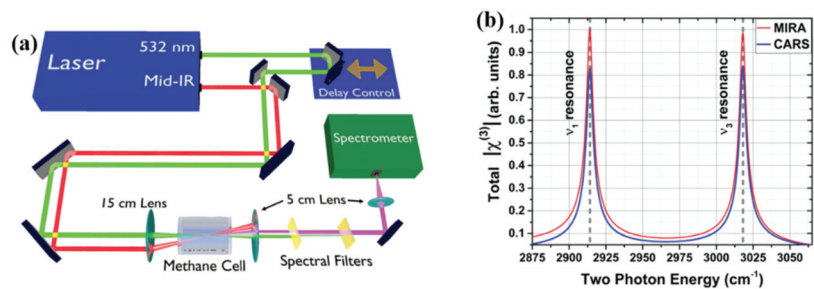 (a)
Laser
532 nm
Mid-IR
Delay Control
Spectrometer
15 cm Lens
5 cm Lens
Methane Cell
Spectral Filters
(b)
MIRA
CARS
ν₁ resonance
ν₃ resonance
Total |χ⁽³⁾| (arb. units)
1.0
0.9
0.8
0.7
0.6
0.5
0.4
0.3
0.2
0.1
2875 2900 2925 2950 2975 3000 3025 3050
Two Photon Energy (cm⁻¹)